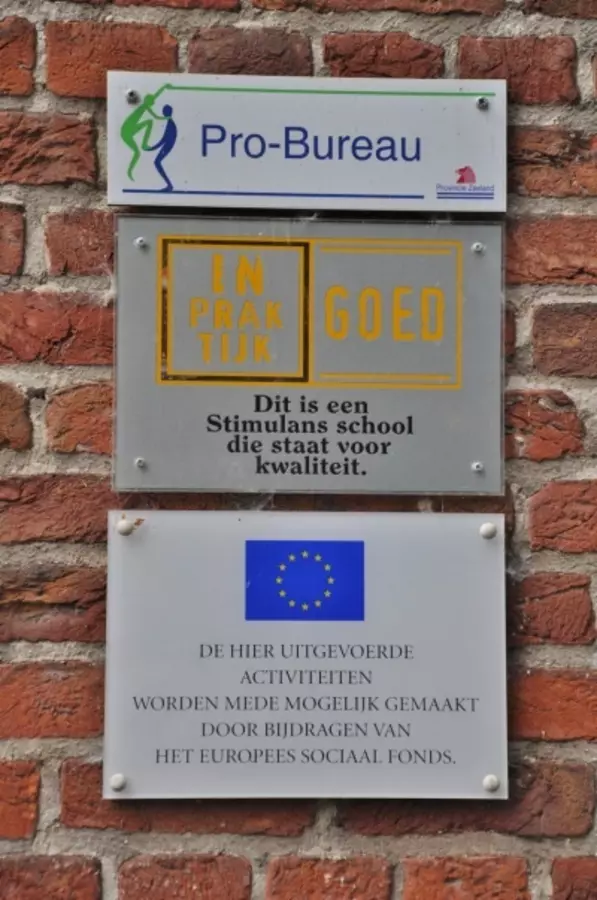 Pro-Bureau
Provincie Zeeland
IN
PRAK
TIJK
GOED
Dit is een
Stimulans school
die staat voor
kwaliteit.
DE HIER UITGEVOERDE
ACTIVITEITEN
WORDEN MEDE MOGELIJK GEMAAKT
DOOR BIJDRAGEN VAN
HET EUROPEES SOCIAAL FONDS.